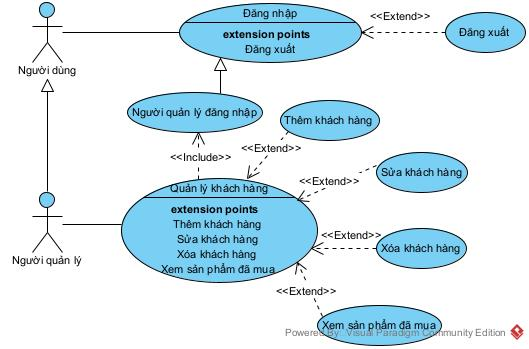 Đăng nhập
extension points
Đăng xuất
<<Extend>>
Đăng xuất
Người dùng
Người quản lý đăng nhập
Thêm khách hàng
<<Include>>
<<Extend>>
Sửa khách hàng
<<Extend>>
Quản lý khách hàng
extension points
Thêm khách hàng
Sửa khách hàng
Xóa khách hàng
Xem sản phẩm đã mua
<<Extend>>
Xóa khách hàng
Người quản lý
<<Extend>>
Xem sản phẩm đã mua
Powered By: Visual Paradigm Community Edition